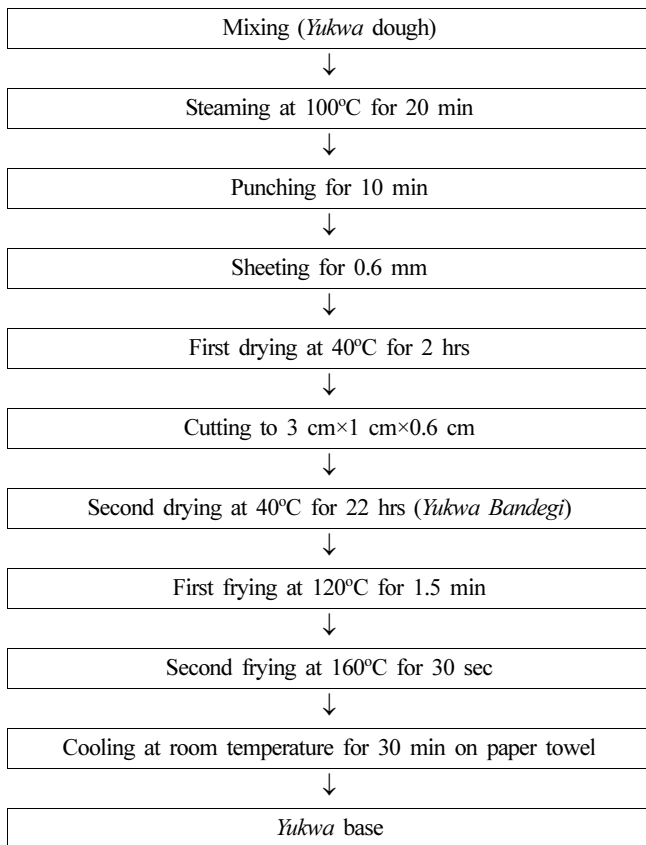 Mixing (Yukwa dough)
↓
Steaming at 100ºC for 20 min
↓
Punching for 10 min
↓
Sheeting for 0.6 mm
↓
First drying at 40ºC for 2 hrs
↓
Cutting to 3 cm×1 cm×0.6 cm
↓
Second drying at 40ºC for 22 hrs (Yukwa Bandegi)
↓
First frying at 120ºC for 1.5 min
↓
Second frying at 160ºC for 30 sec
↓
Cooling at room temperature for 30 min on paper towel
↓
Yukwa base